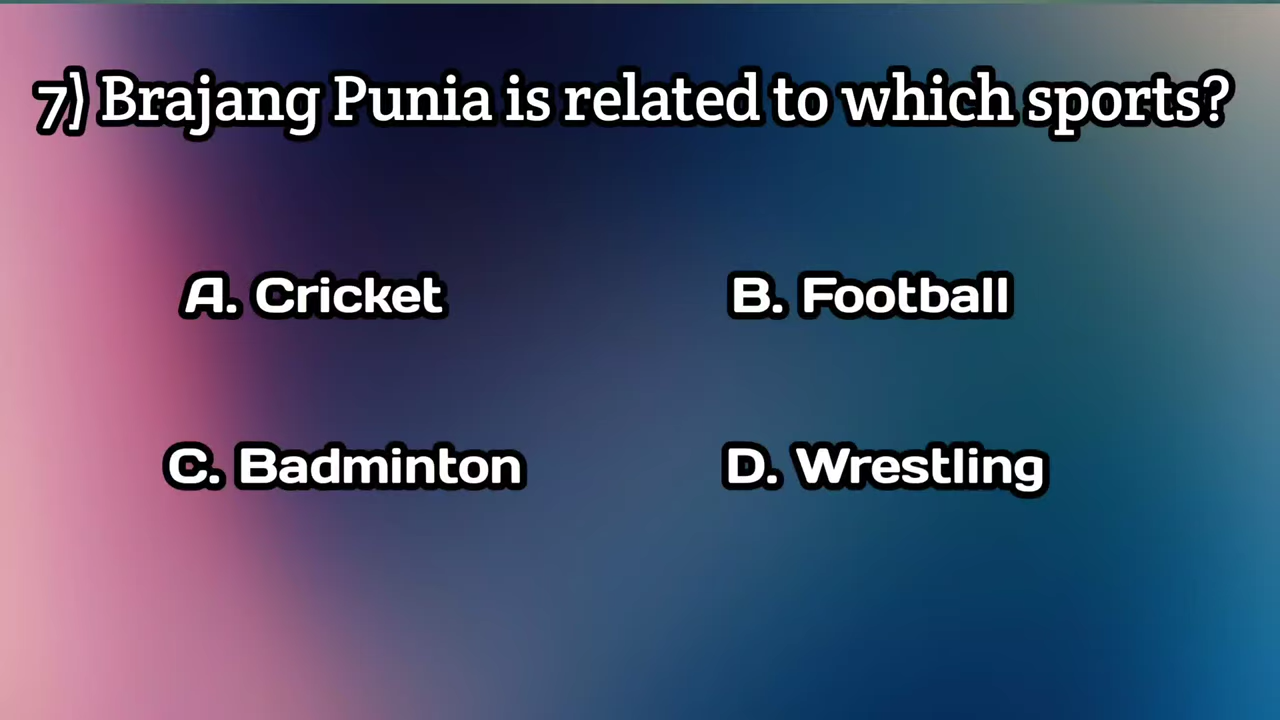 7) Brajang Punia is related to which sports?
A. Cricket
B. Football
C. Badminton
D. Wrestling